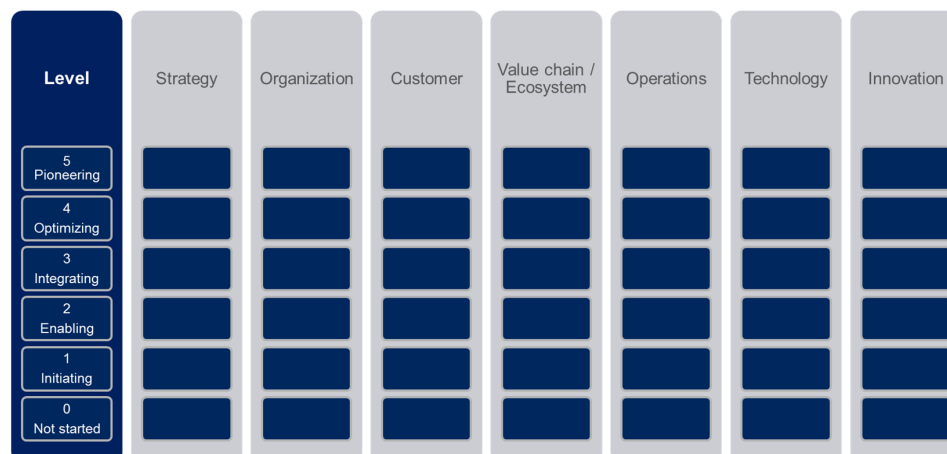 Level
Strategy
Organization
Customer
Value chain /
Ecosystem
Operations
Technology
Innovation
5
Pioneering
4
Optimizing
3
Integrating
2
Enabling
1
Initiating
0
Not started